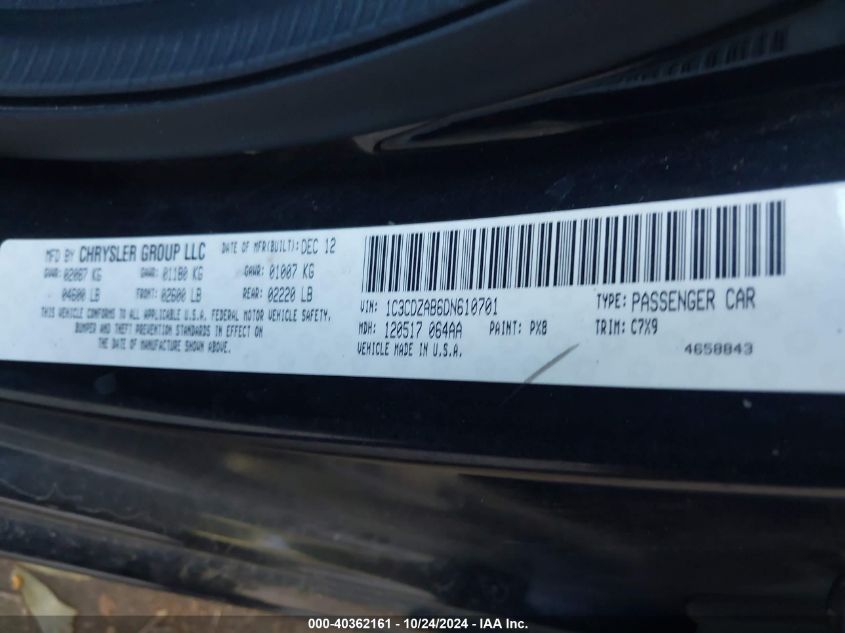 MFD BY CHRYSLER GROUP LLC DATE OF MFR(BUILT): DEC 12
GVWR: 02087 KG GAWR: 01180 KG GAWR: 01007 KG
04600 LB FRONT: 02600 LB REAR: 02220 LB
THIS VEHICLE CONFORMS TO ALL APPLICABLE U.S.A. FEDERAL MOTOR VEHICLE SAFETY,
BUMPER AND THEFT PREVENTION STANDARDS IN EFFECT ON
THE DATE OF MANUFACTURE SHOWN ABOVE.
VIN: 1C3CDZAB6DN610701 TYPE: PASSENGER CAR
MDH: 120517 064AA PAINT: PX8 TRIM: C7X9
VEHICLE MADE IN U.S.A. 4658843
000-40362161 - 10/24/2024 - IAA Inc.